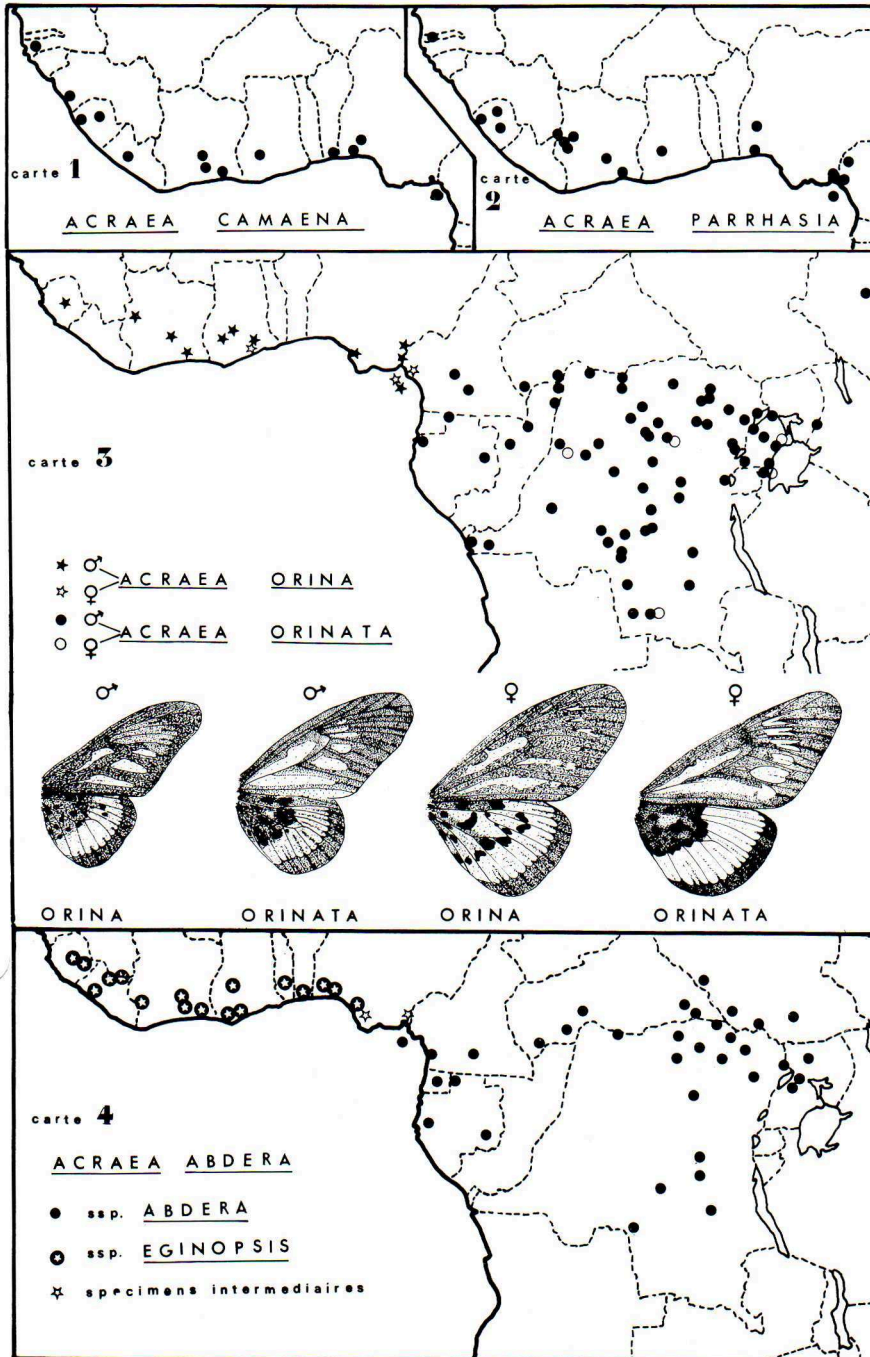 carte 1
ACRAEA CAMAENA
carte 2
ACRAEA PARRHASIA
carte 3
♂ ACRAEA ORINA
♀
♂ ACRAEA ORINATA
♀
♂ ♂ ♀ ♀
ORINA ORINATA ORINA ORINATA
carte 4
ACRAEA ABDERA
ssp. ABDERA
ssp. EGINOPSIS
specimens intermediaires